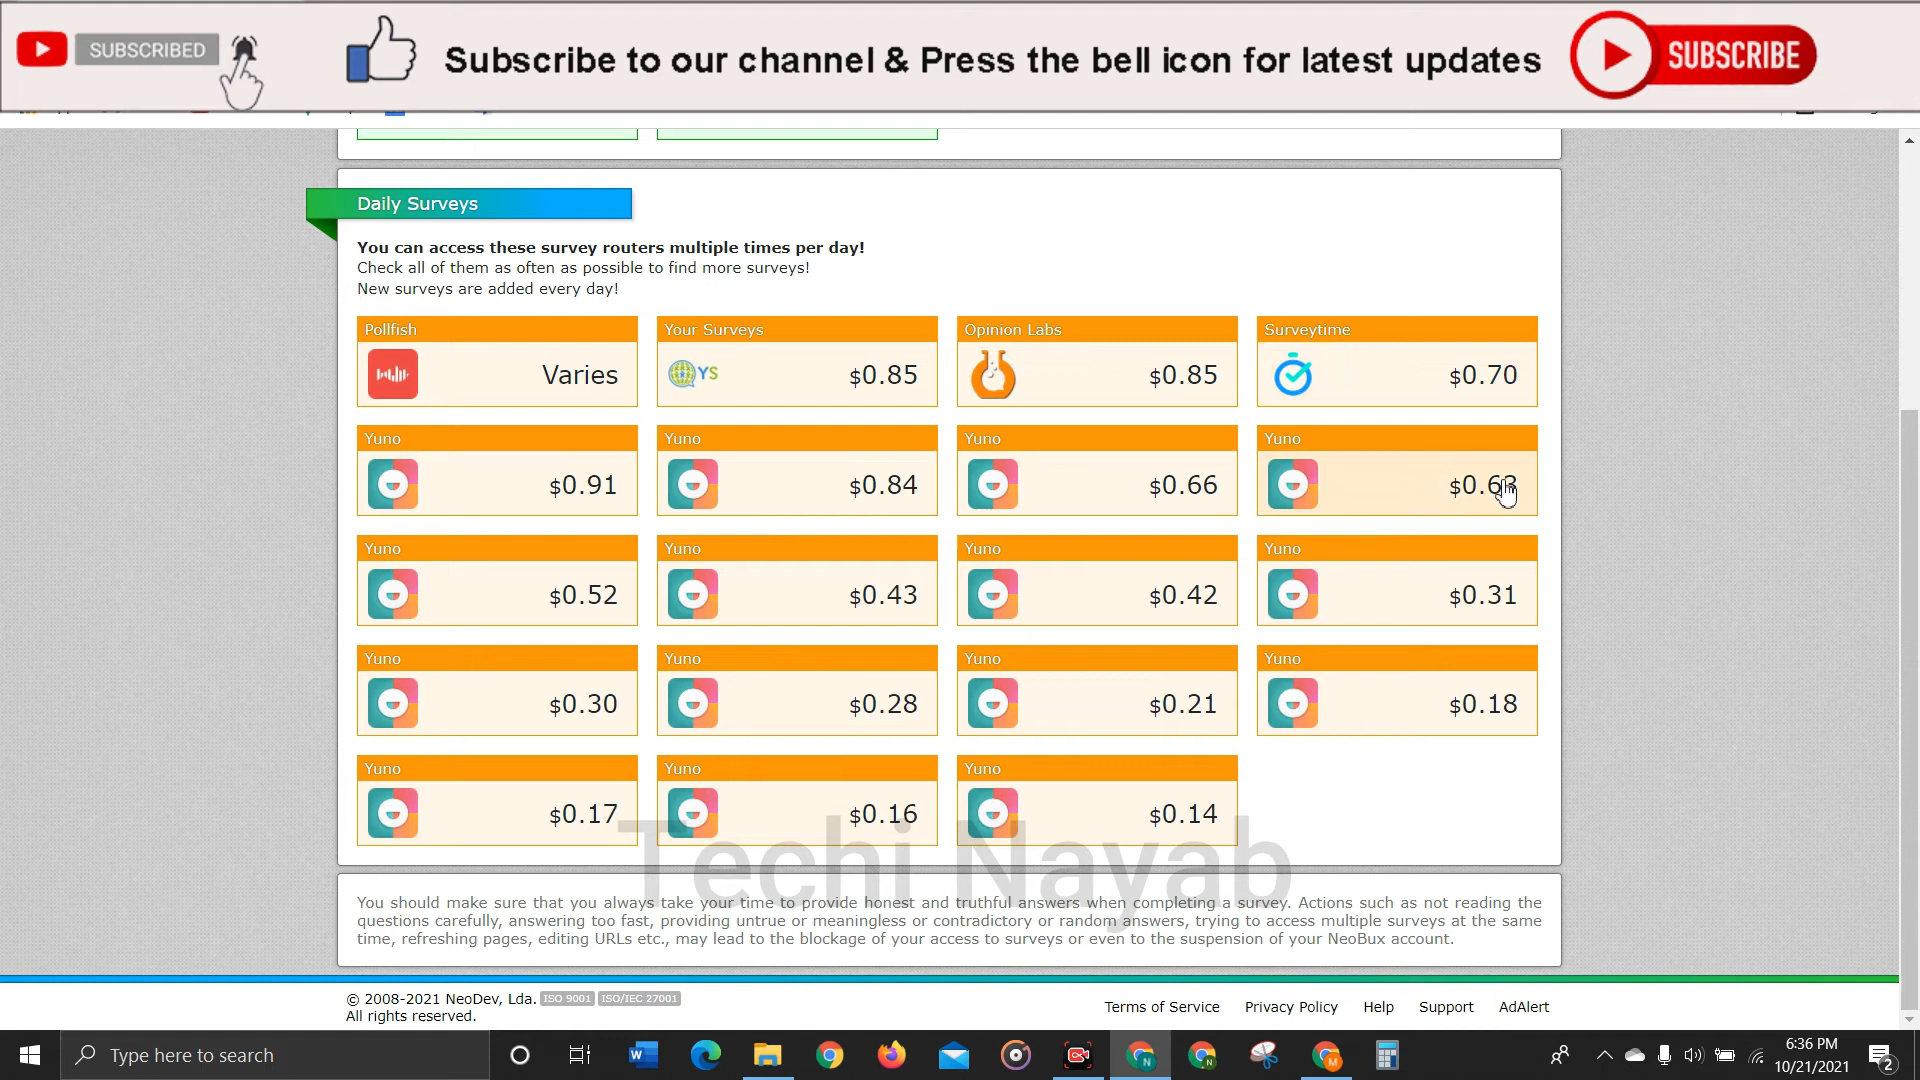 SUBSCRIBED
Subscribe to our channel & Press the bell icon for latest updates
SUBSCRIBE
Daily Surveys
You can access these survey routers multiple times per day!
Check all of them as often as possible to find more surveys!
New surveys are added every day!
Pollfish
Varies
Your Surveys
YS
$0.85
Opinion Labs
$0.85
Surveytime
$0.70
Yuno
$0.91
Yuno
$0.84
Yuno
$0.66
Yuno
$0.63
Yuno
$0.52
Yuno
$0.43
Yuno
$0.42
Yuno
$0.31
Yuno
$0.30
Yuno
$0.28
Yuno
$0.21
Yuno
$0.18
Yuno
$0.17
Yuno
$0.16
Yuno
$0.14
Techi Nayab
You should make sure that you always take your time to provide honest and truthful answers when completing a survey. Actions such as not reading the
questions carefully, answering too fast, providing untrue or meaningless or contradictory or random answers, trying to access multiple surveys at the same
time, refreshing pages, editing URLs etc., may lead to the blockage of your access to surveys or even to the suspension of your NeoBux account.
© 2008-2021 NeoDev, Lda. ISO 9001 ISO/IEC 27001
All rights reserved.
Terms of Service Privacy Policy Help Support AdAlert
Type here to search
6:36 PM
10/21/2021
2